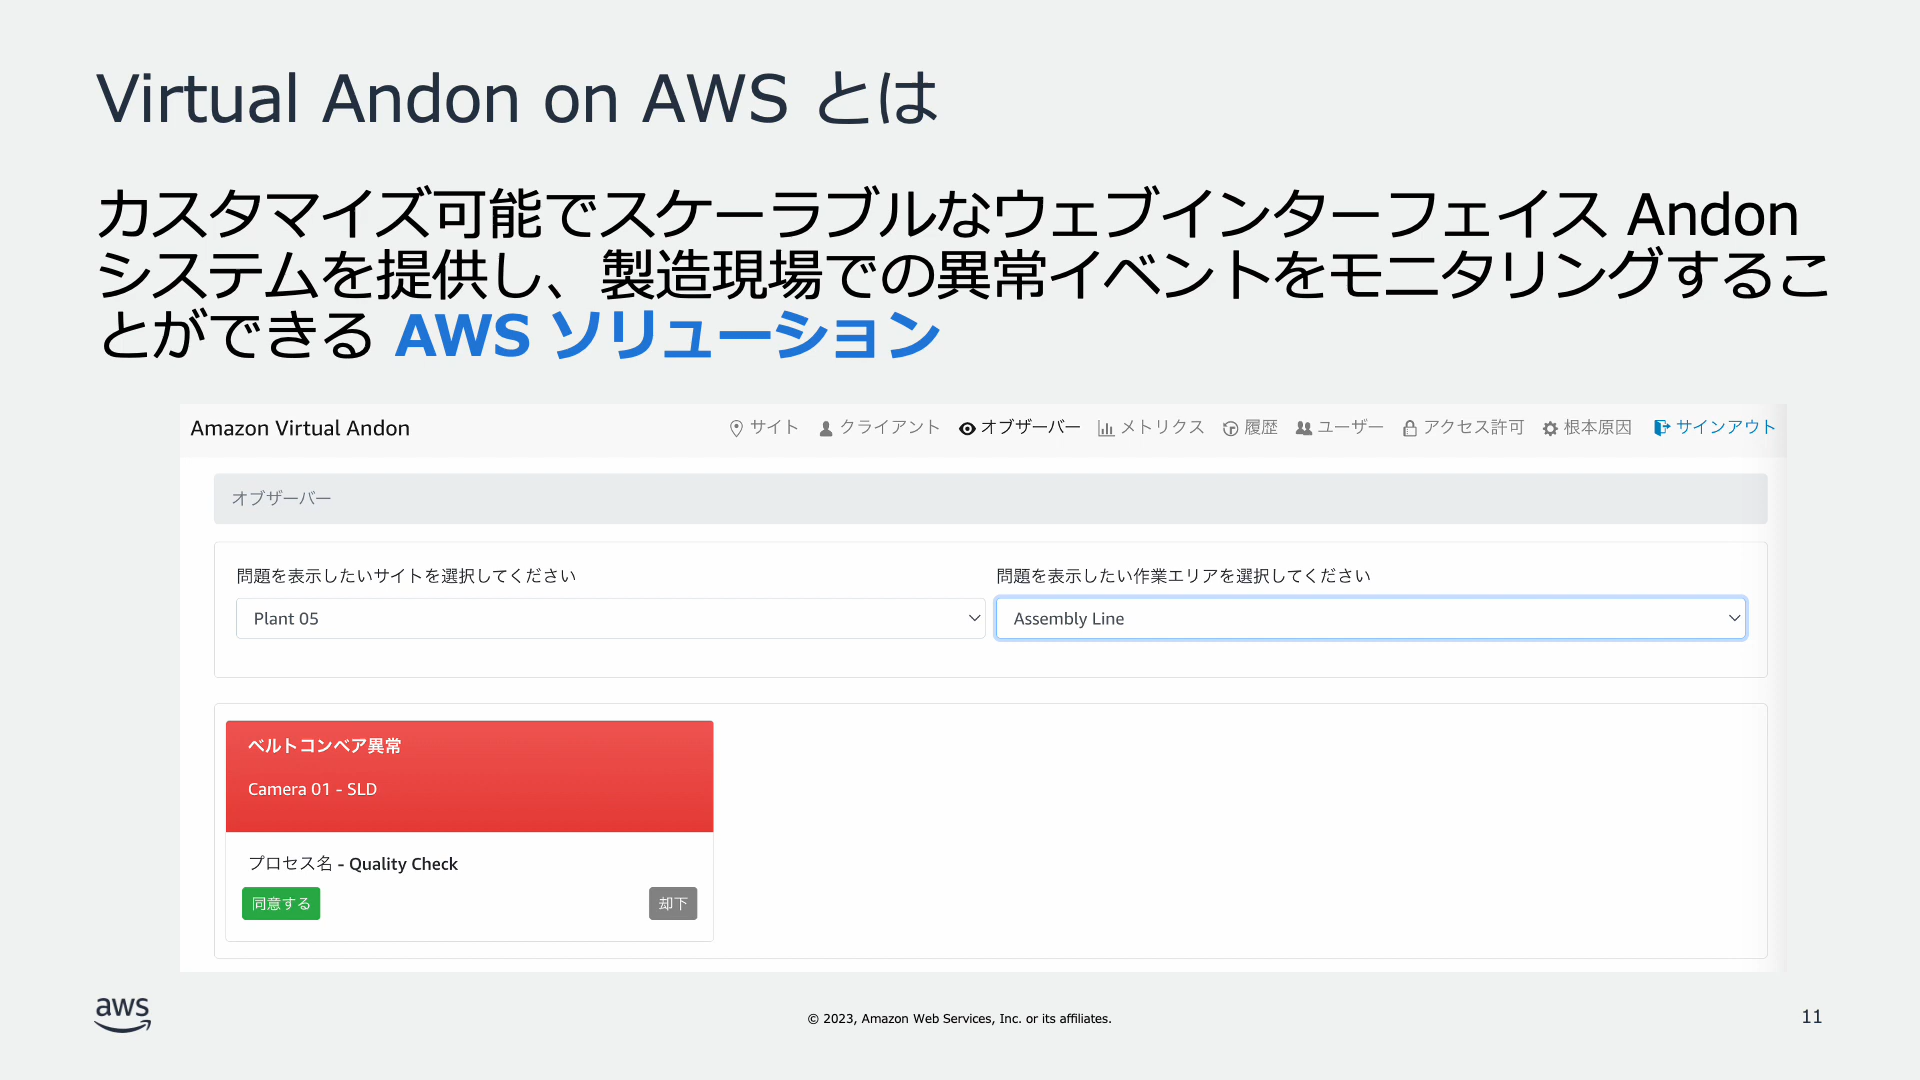 Virtual Andon on AWS とは
カスタマイズ可能でスケーラブルなウェブインターフェイス Andon
システムを提供し、製造現場での異常イベントをモニタリングするこ
とができる AWS ソリューション
Amazon Virtual Andon サイト クライアント オブザーバー メトリクス 履歴 ユーザー アクセス許可 根本原因 サインアウト
オブザーバー
問題を表示したいサイトを選択してください 問題を表示したい作業エリアを選択してください
Plant 05 Assembly Line
ベルトコンベア異常
Camera 01 - SLD
プロセス名 - Quality Check
同意する 却下
aws © 2023, Amazon Web Services, Inc. or its affiliates. 11